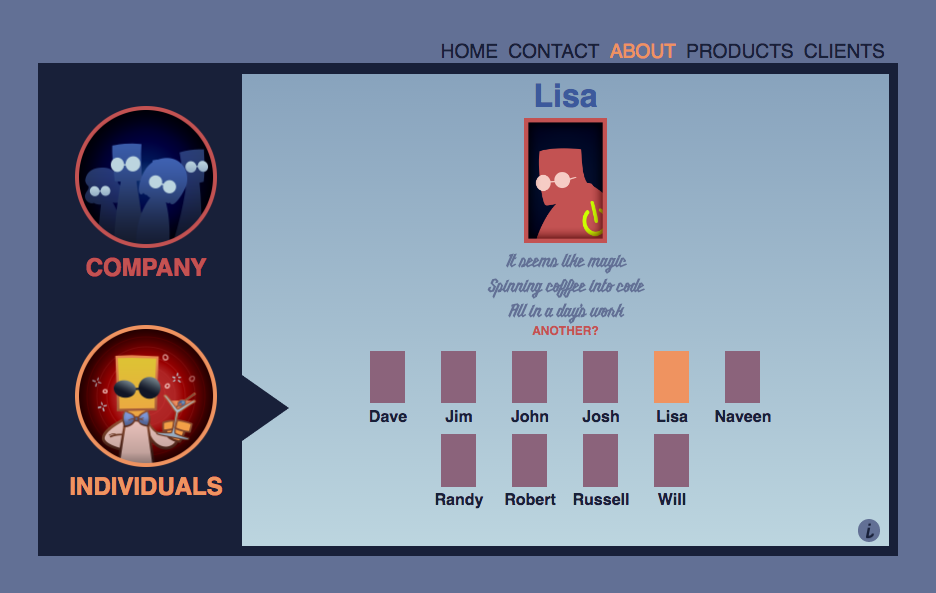 HOME CONTACT ABOUT PRODUCTS CLIENTS
COMPANY
INDIVIDUALS
Lisa
It seems like magic
Spinning coffee into code
All in a day's work
ANOTHER?
Dave Jim John Josh Lisa Naveen
Randy Robert Russell Will
i